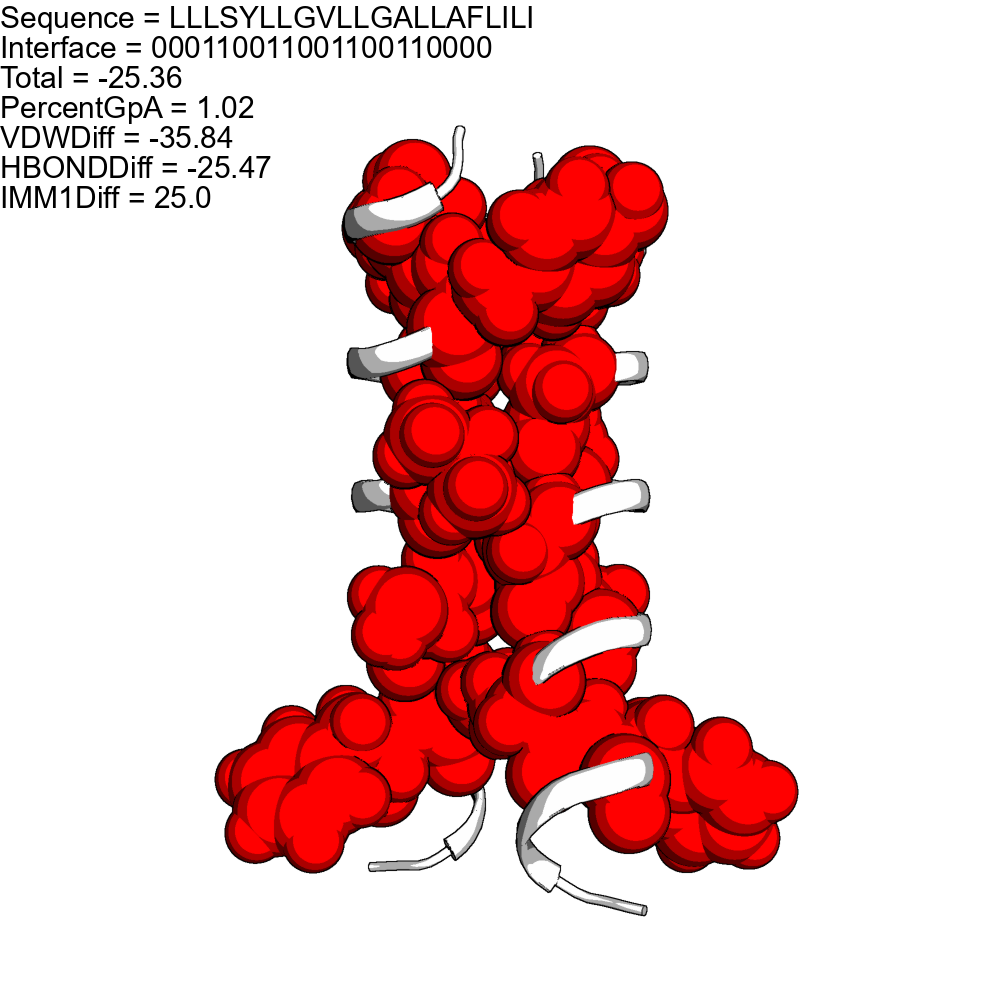 Sequence = LLLSYLLGVLLGALLAFLILI
Interface = 000110011001100110000
Total = -25.36
PercentGpA = 1.02
VDWDiff = -35.84
HBONDDiff = -25.47
IMM1Diff = 25.0